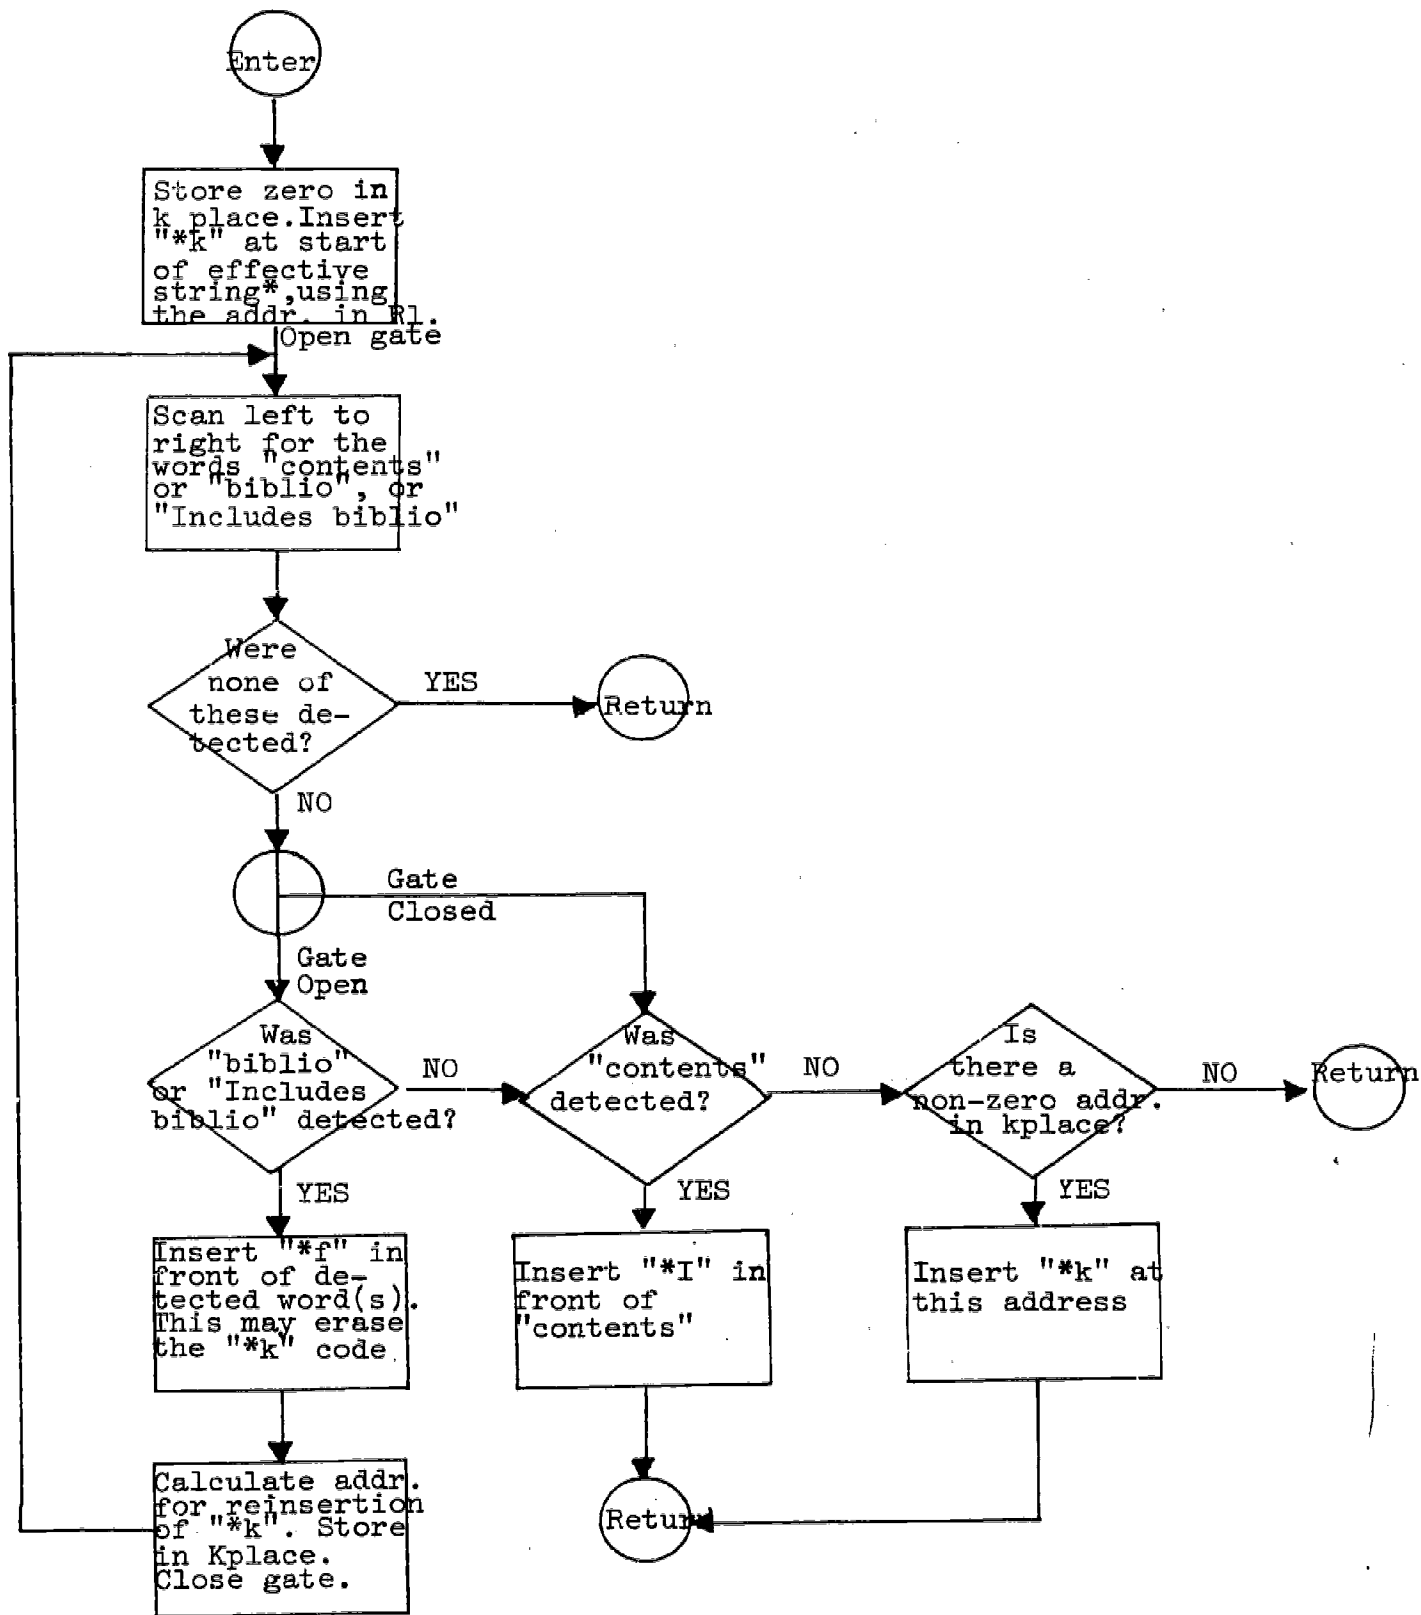 Enter
Store zero in
k place.Insert
"*k" at start
of effective
string*,using
the addr. in R1.
Open gate
Scan left to
right for the
words "contents"
or "biblio", or
"Includes biblio"
Were
none of
these de-
tected?
YES
Return
NO
Gate
Closed
Gate
Open
Was
"biblio"
or "Includes
biblio" detected?
NO
Was
"contents"
detected?
NO
Is
there a
non-zero addr.
in kplace?
NO
Return
YES
Insert "*f" in
front of de-
tected word(s).
This may erase
the "*k" code
YES
Insert "*I" in
front of
"contents"
YES
Insert "*k" at
this address
Calculate addr.
for reinsertion
of "*k". Store
in Kplace.
Close gate.
Return